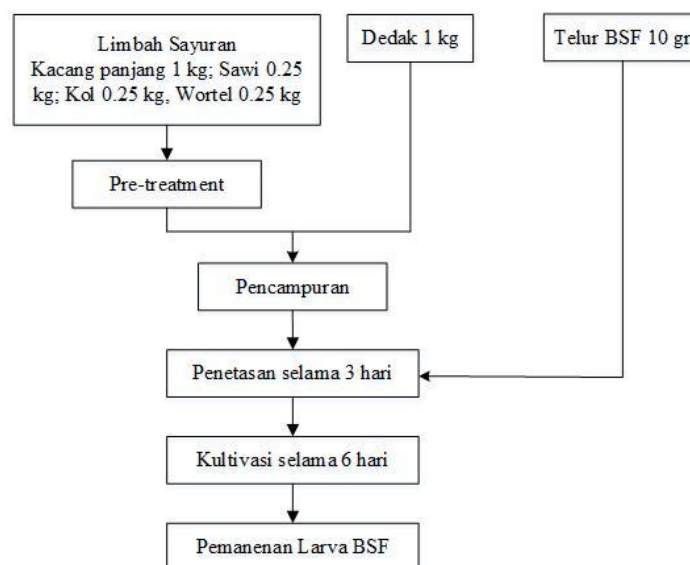 Limbah Sayuran
Kacang panjang 1 kg; Sawi 0.25
kg; Kol 0.25 kg, Wortel 0.25 kg
Dedak 1 kg
Telur BSF 10 gr
Pre-treatment
Pencampuran
Penetasan selama 3 hari
Kultivasi selama 6 hari
Pemanenan Larva BSF